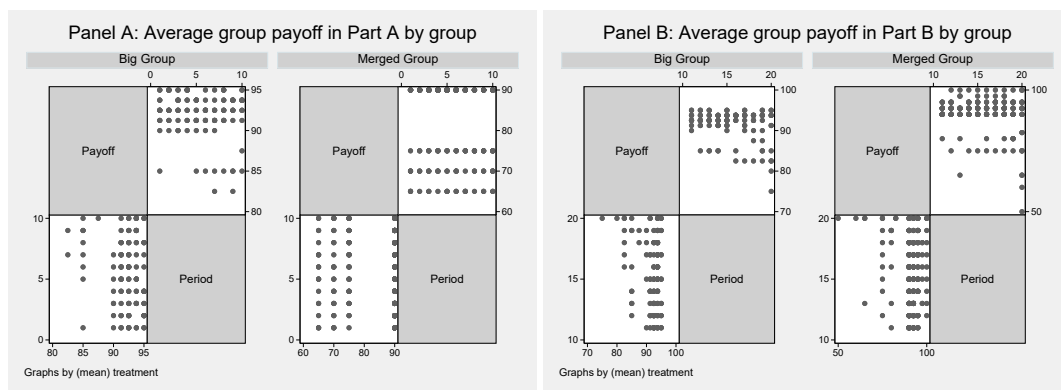 Panel A: Average group payoff in Part A by group
Big Group
Merged Group
0 5 10
0 5 10
Payoff
95
90
85
80
Payoff
90
80
70
60
10
5
0
Period
10
5
0
Period
80 85 90 95
60 70 80 90
Graphs by (mean) treatment
Panel B: Average group payoff in Part B by group
Big Group
Merged Group
10 15 20
10 15 20
Payoff
100
90
80
70
Payoff
100
50
20
15
10
Period
20
15
10
Period
70 80 90 100
50 100
Graphs by (mean) treatment